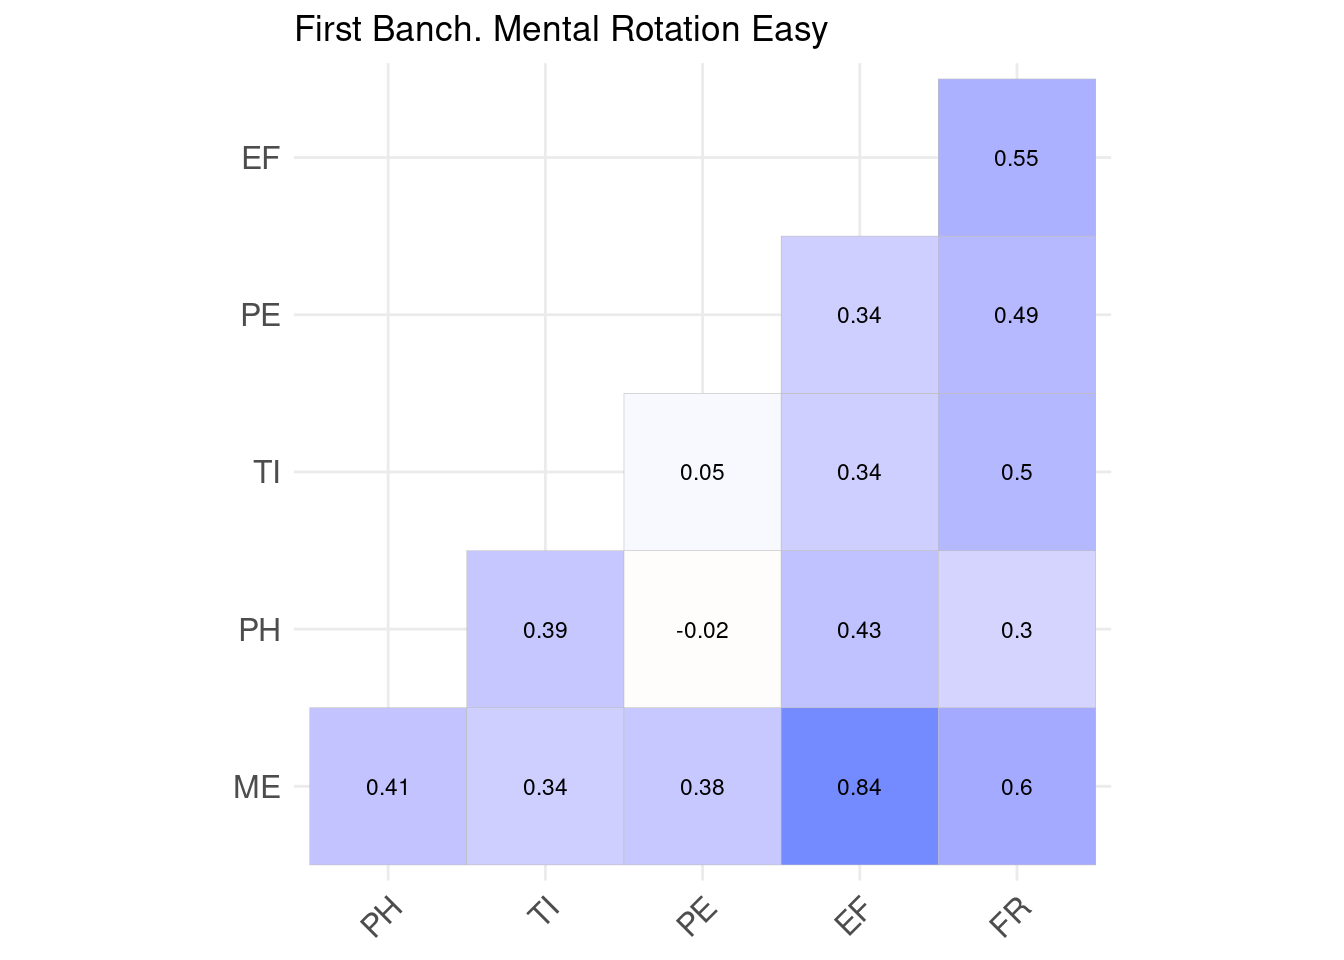 First Banch. Mental Rotation Easy
EF 0.55
PE 0.34 0.49
TI 0.05 0.34 0.5
PH 0.39 -0.02 0.43 0.3
ME 0.41 0.34 0.38 0.84 0.6
PH TI PE EF FR